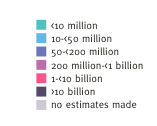 <10 million
10-<50 million
50-<200 million
200 million-<1 billion
1-<10 billion
>10 billion
no estimates made